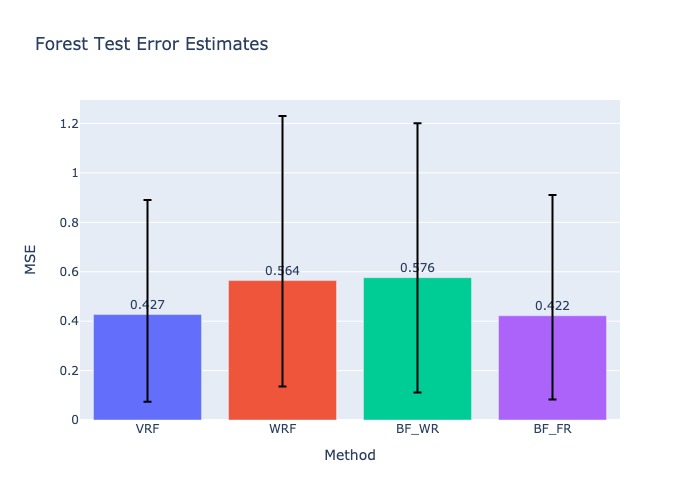 Forest Test Error Estimates
MSE
1.2
1
0.8
0.6
0.4
0.2
0
0.427
0.564
0.576
0.422
VRF
WRF
BF_WR
BF_FR
Method